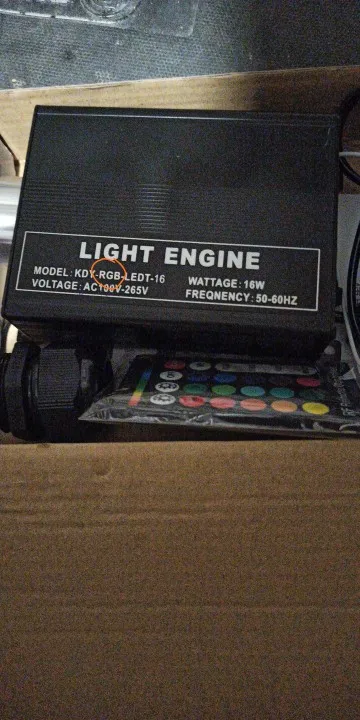 LIGHT ENGINE
MODEL: KDY-RGB-LEDT-16
WATTAGE: 16W
VOLTAGE: AC100V-265V
FREQNENCY: 50-60HZ